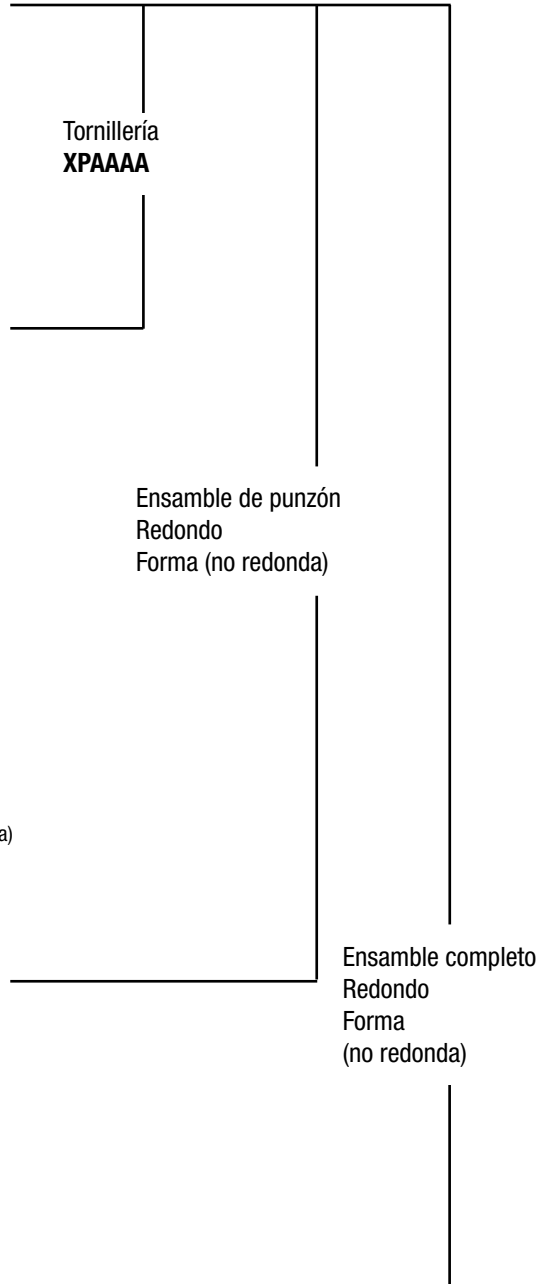 Tornillería
XPAAAA
Ensamble de punzón
Redondo
Forma (no redonda)
a)
Ensamble completo
Redondo
Forma
(no redonda)